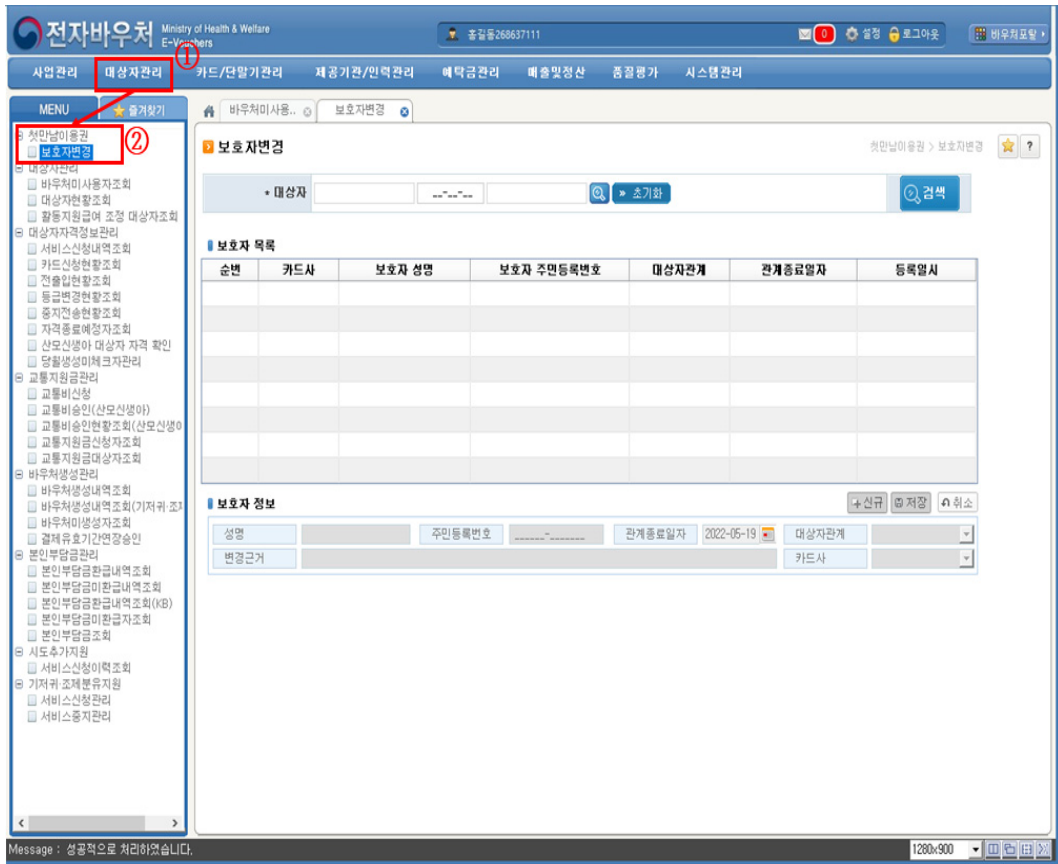 전자바우처 Ministry of Health & Welfare
E-Vouchers
홍길동268637111
0 설정 로그아웃 바우처포탈
①
사업관리 대상자관리 카드/단말기관리 제공기관/인력관리 예탁금관리 매출및정산 품질평가 시스템관리
MENU 즐겨찾기
바우처미사용.. 보호자변경
②
첫만남이용권
보호자변경
대상자관리
바우처미사용자조회
대상자현황조회
활동지원급여 조정 대상자조회
대상자자격정보관리
서비스신청내역조회
카드신청현황조회
전출입현황조회
등급변경현황조회
중지전송현황조회
자격종료예정자조회
산모신생아 대상자 자격 확인
당월생성미체크자관리
교통지원금관리
교통비신청
교통비승인(산모신생아)
교통비승인현황조회(산모신생아
교통지원금신청자조회
교통지원금대상자조회
바우처생성관리
바우처생성내역조회
바우처생성내역조회(기저귀·조제
바우처미생성자조회
결제유효기간연장승인
본인부담금관리
본인부담금환급내역조회
본인부담금미환급내역조회
본인부담금환급내역조회(KB)
본인부담금미환급자조회
본인부담금조회
시도추가지원
서비스신청이력조회
기저귀·조제분유지원
서비스신청관리
서비스중지관리
보호자변경
첫만남이용권 > 보호자변경 ?
* 대상자 __-__-__ » 초기화 검색
보호자 목록
순번 카드사 보호자 성명 보호자 주민등록번호 대상자관계 관계종료일자 등록일시
보호자 정보
+신규 저장 취소
성명 주민등록번호 ______-_______ 관계종료일자 2022-05-19 대상자관계
변경근거 카드사
Message : 성공적으로 처리하였습니다.
1280x900